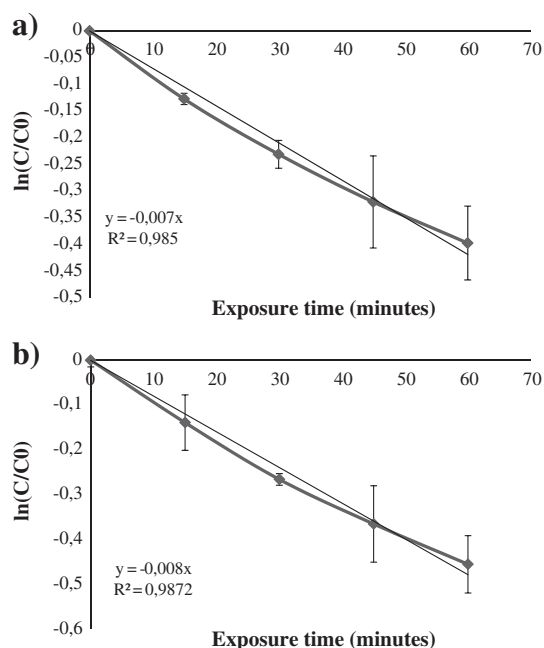 a)
0
0 10 20 30 40 50 60 70
-0,05
-0,1
-0,15
-0,2
-0,25
-0,3
-0,35
-0,4
-0,45
-0,5
ln(C/C0)
y = -0,007x
R² = 0,985
Exposure time (minutes)
b)
0
0 10 20 30 40 50 60 70
-0,1
-0,2
-0,3
-0,4
-0,5
-0,6
ln(C/C0)
y = -0,008x
R² = 0,9872
Exposure time (minutes)